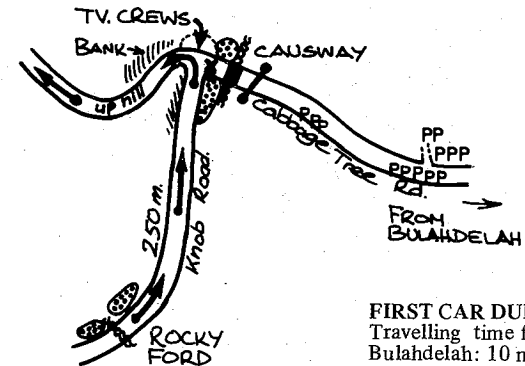 TV. CREWS
BANK
CAUSWAY
up hill
Cabbage Tree Rd.
PP
PPP
PPPPP
FROM
BULAHDELAH
250 m.
Knob Road.
ROCKY
FORD
FIRST CAR DU
Travelling time f
Bulahdelah: 10 m